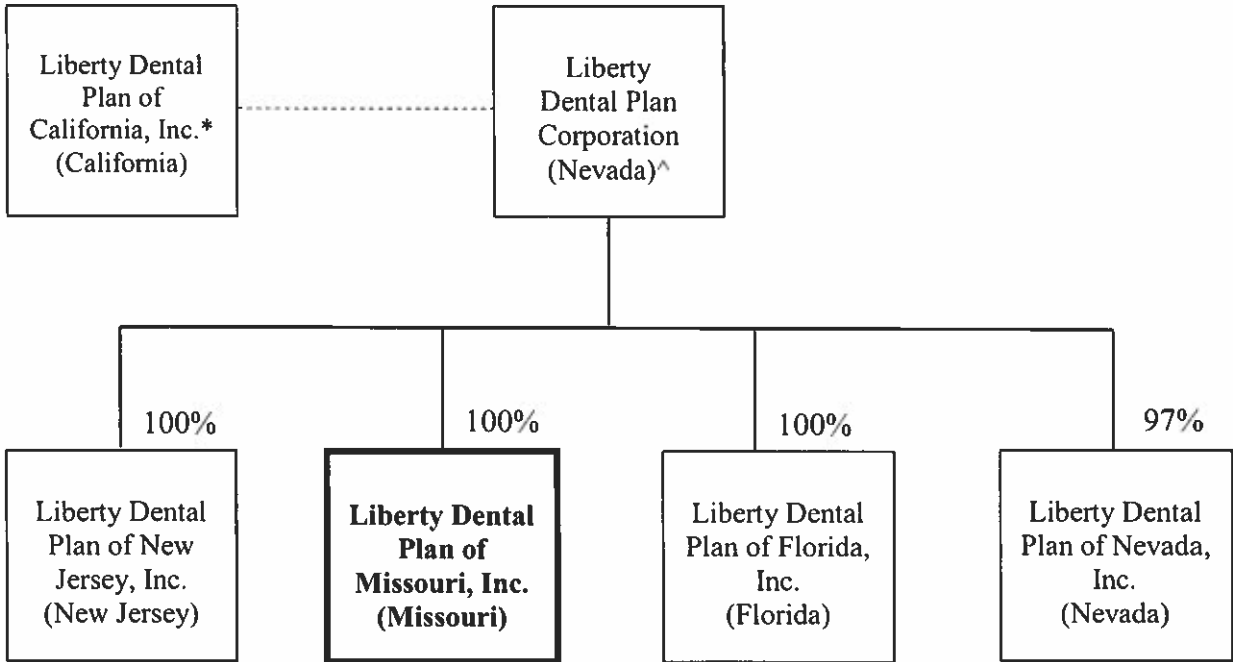 Liberty Dental
Plan of
California, Inc.*
(California)
Liberty
Dental Plan
Corporation
(Nevada)^
100%
100%
100%
97%
Liberty Dental
Plan of New
Jersey, Inc.
(New Jersey)
Liberty Dental
Plan of
Missouri, Inc.
(Missouri)
Liberty Dental
Plan of Florida,
Inc.
(Florida)
Liberty Dental
Plan of Nevada,
Inc.
(Nevada)